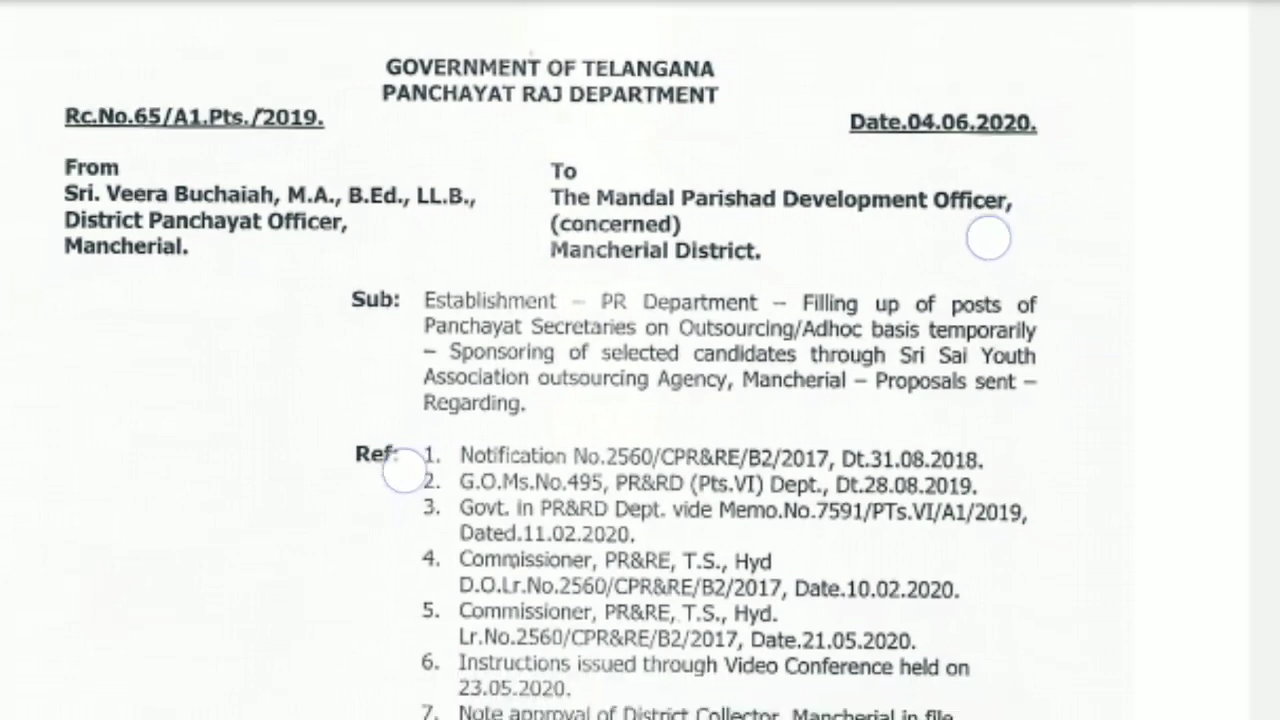 GOVERNMENT OF TELANGANA
PANCHAYAT RAJ DEPARTMENT
Rc.No.65/A1.Pts./2019.
Date.04.06.2020.
From
Sri. Veera Buchaiah, M.A., B.Ed., LL.B.,
District Panchayat Officer,
Mancherial.
To
The Mandal Parishad Development Officer,
(concerned)
Mancherial District.
Sub: Establishment – PR Department – Filling up of posts of
Panchayat Secretaries on Outsourcing/Adhoc basis temporarily
– Sponsoring of selected candidates through Sri Sai Youth
Association outsourcing Agency, Mancherial – Proposals sent –
Regarding.
Ref: 1. Notification No.2560/CPR&RE/B2/2017, Dt.31.08.2018.
2. G.O.Ms.No.495, PR&RD (Pts.VI) Dept., Dt.28.08.2019.
3. Govt. in PR&RD Dept. vide Memo.No.7591/PTs.VI/A1/2019,
Dated.11.02.2020.
4. Commissioner, PR&RE, T.S., Hyd
D.O.Lr.No.2560/CPR&RE/B2/2017, Date.10.02.2020.
5. Commissioner, PR&RE, T.S., Hyd.
Lr.No.2560/CPR&RE/B2/2017, Date.21.05.2020.
6. Instructions issued through Video Conference held on
23.05.2020.
7. Note approval of District Collector, Mancherial in file